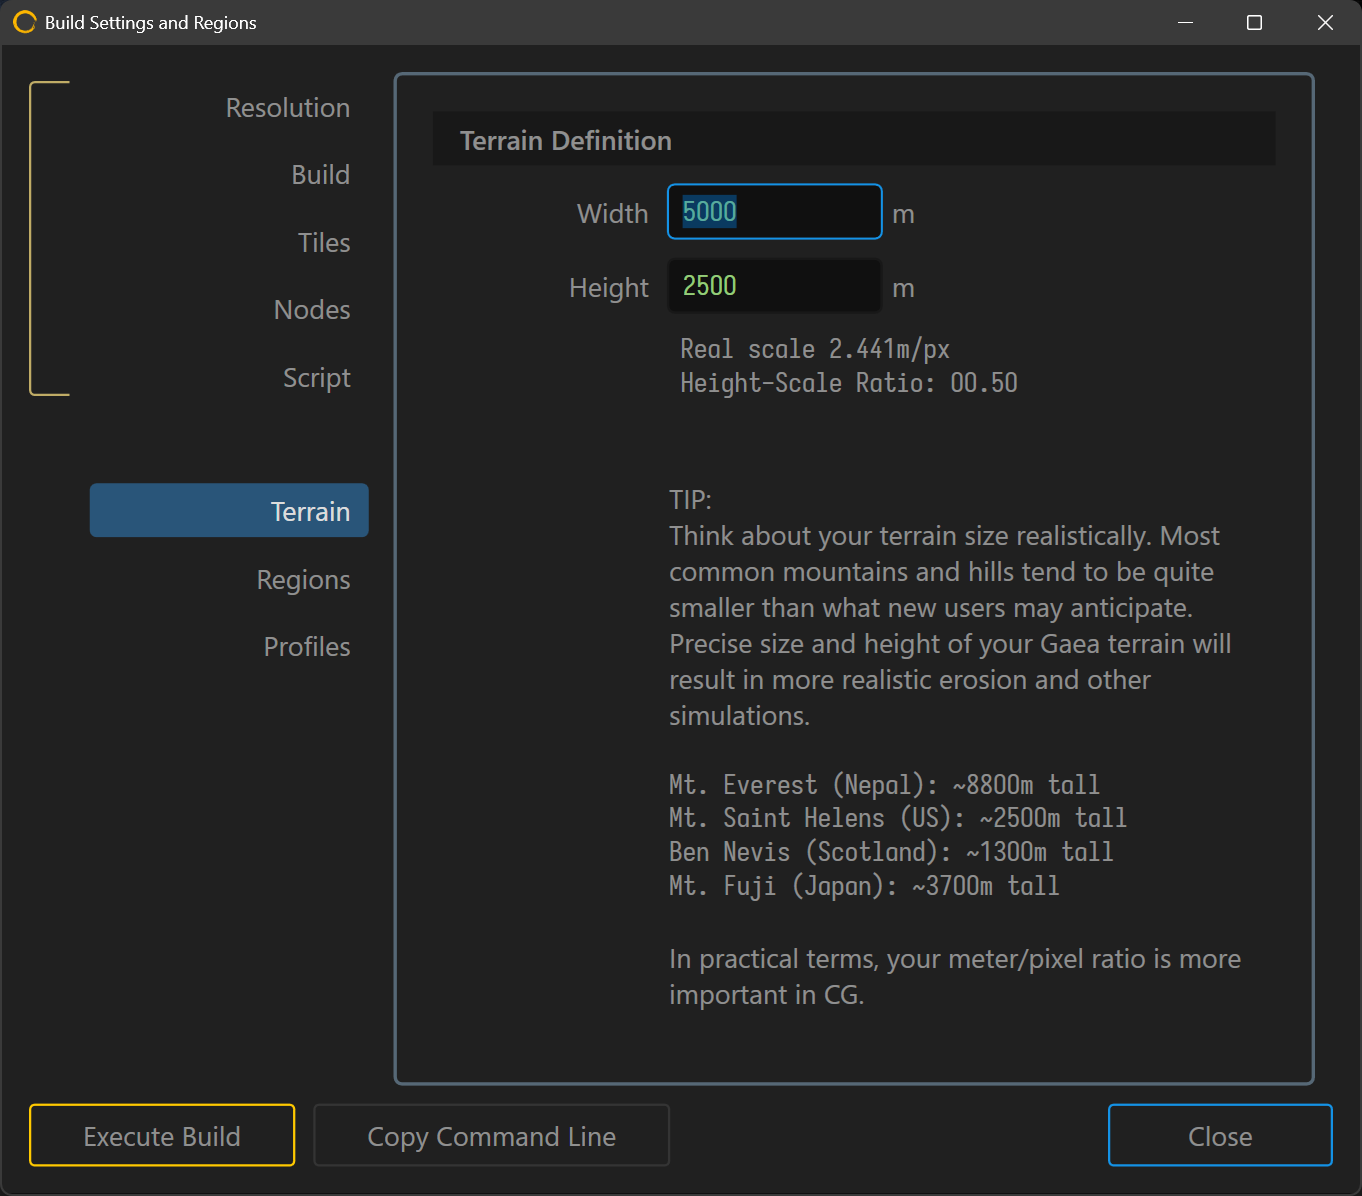 Build Settings and Regions
Resolution
Build
Tiles
Nodes
Script
Terrain
Regions
Profiles
Terrain Definition
Width 5000 m
Height 2500 m
Real scale 2.441m/px
Height-Scale Ratio: 00.50
TIP:
Think about your terrain size realistically. Most
common mountains and hills tend to be quite
smaller than what new users may anticipate.
Precise size and height of your Gaea terrain will
result in more realistic erosion and other
simulations.
Mt. Everest (Nepal): ~8800m tall
Mt. Saint Helens (US): ~2500m tall
Ben Nevis (Scotland): ~1300m tall
Mt. Fuji (Japan): ~3700m tall
In practical terms, your meter/pixel ratio is more
important in CG.
Execute Build
Copy Command Line
Close